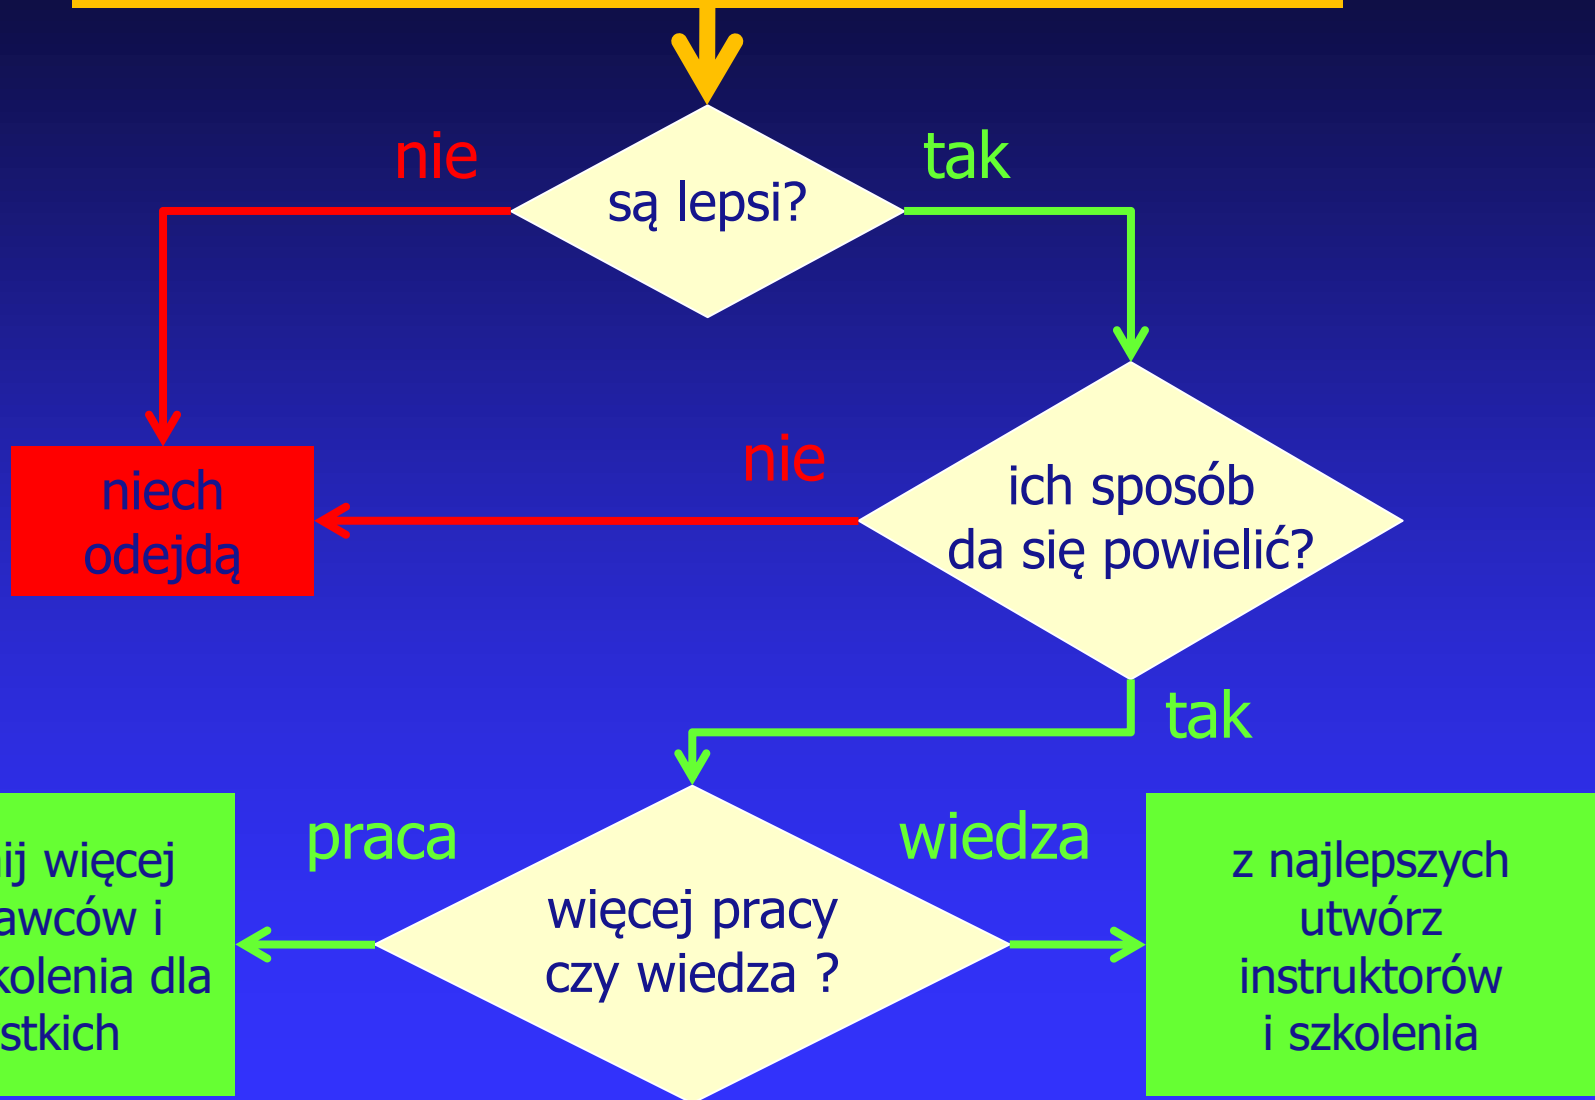 nie
tak
są lepsi?
nie
niech
odejdą
ich sposób
da się powielić?
tak
praca
wiedza
więcej
i
dla
więcej pracy
czy wiedza ?
z najlepszych
utwórz
instruktorów
i szkolenia